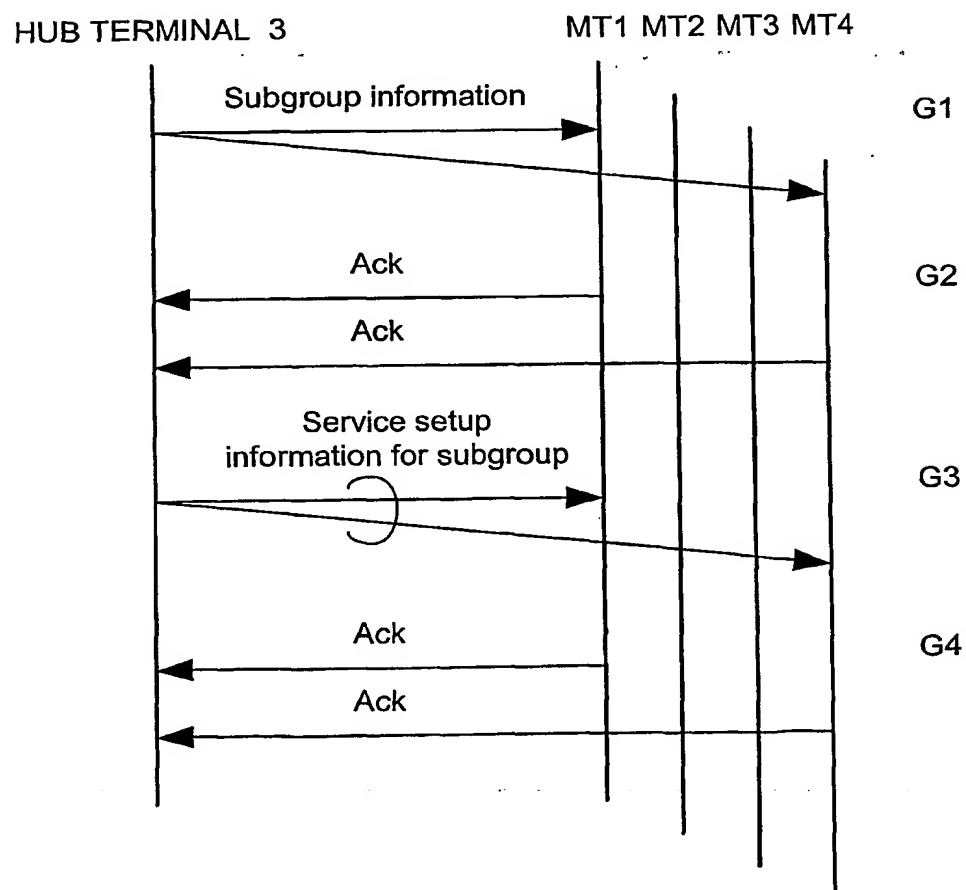 HUB TERMINAL 3
MT1 MT2 MT3 MT4
Subgroup information
G1
Ack
G2
Ack
Service setup
information for subgroup
G3
Ack
G4
Ack